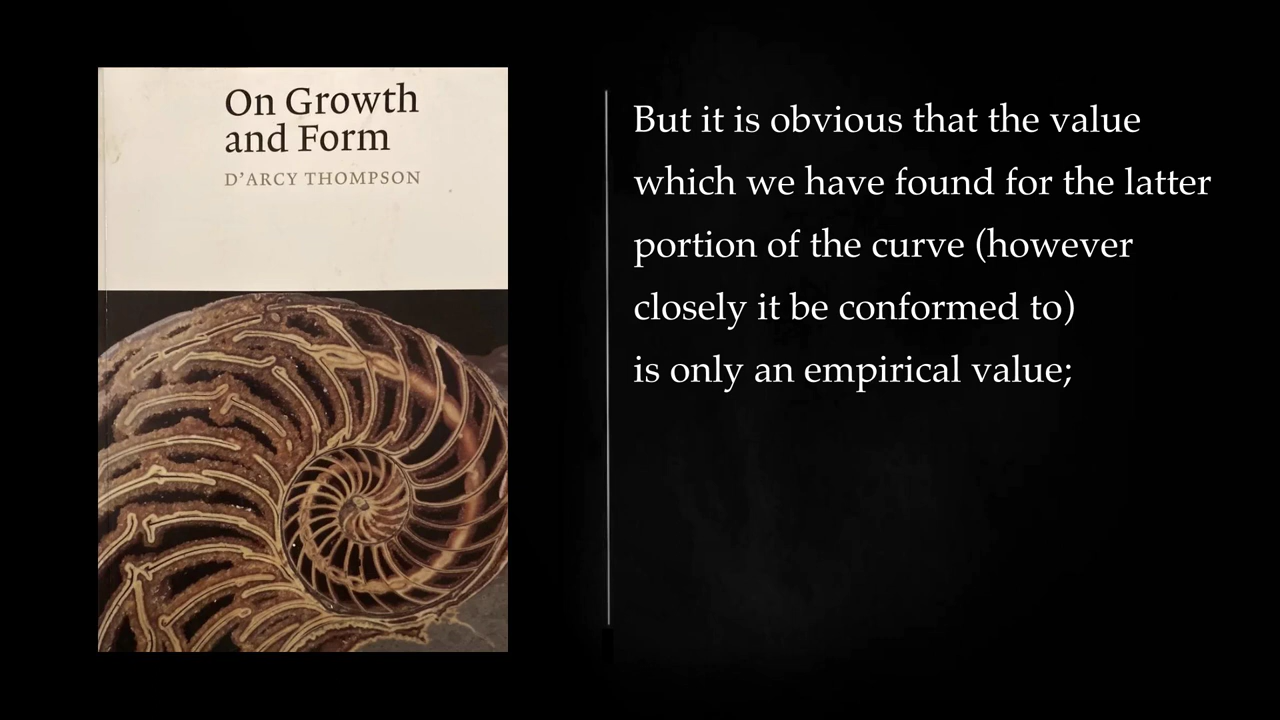 On Growth
and Form
D'ARCY THOMPSON
But it is obvious that the value
which we have found for the latter
portion of the curve (however
closely it be conformed to)
is only an empirical value;